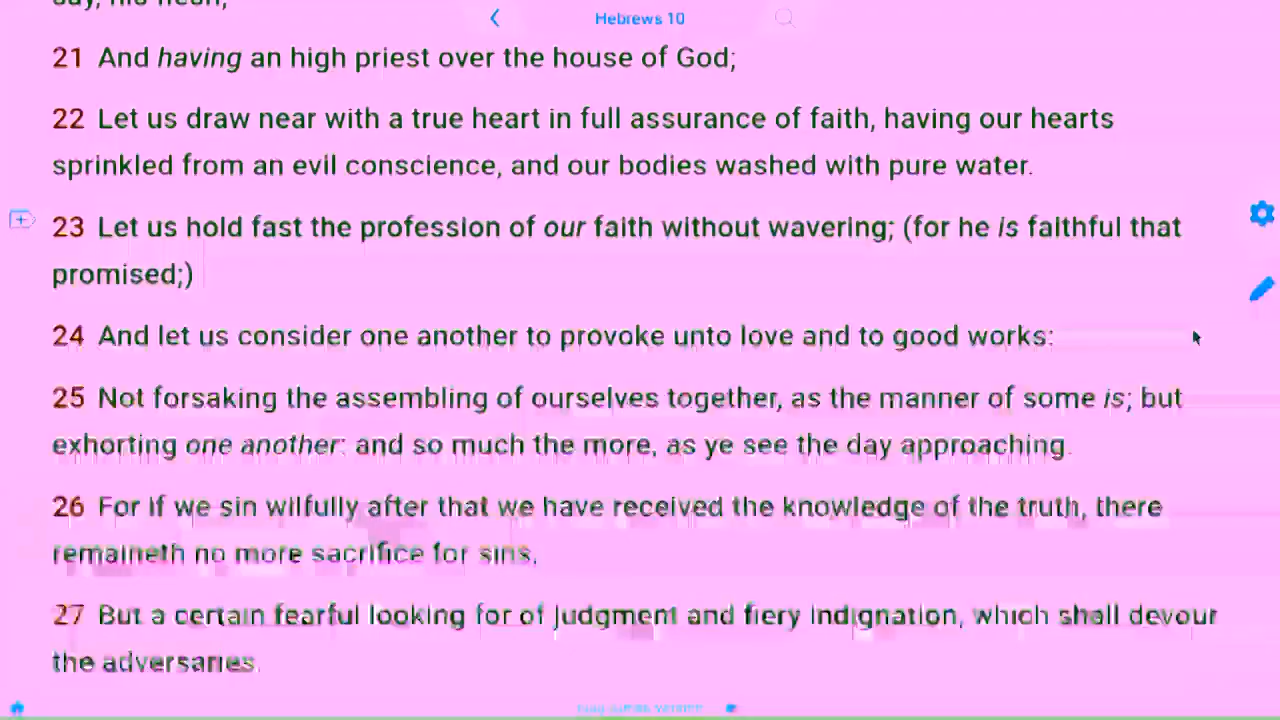 Hebrews 10
21 And having an high priest over the house of God;
22 Let us draw near with a true heart in full assurance of faith, having our hearts
sprinkled from an evil conscience, and our bodies washed with pure water.
23 Let us hold fast the profession of our faith without wavering; (for he is faithful that
promised;)
24 And let us consider one another to provoke unto love and to good works:
25 Not forsaking the assembling of ourselves together, as the manner of some is; but
exhorting one another: and so much the more, as ye see the day approaching.
26 For if we sin wilfully after that we have received the knowledge of the truth, there
remaineth no more sacrifice for sins,
27 But a certain fearful looking for of judgment and fiery indignation, which shall devour
the adversaries.